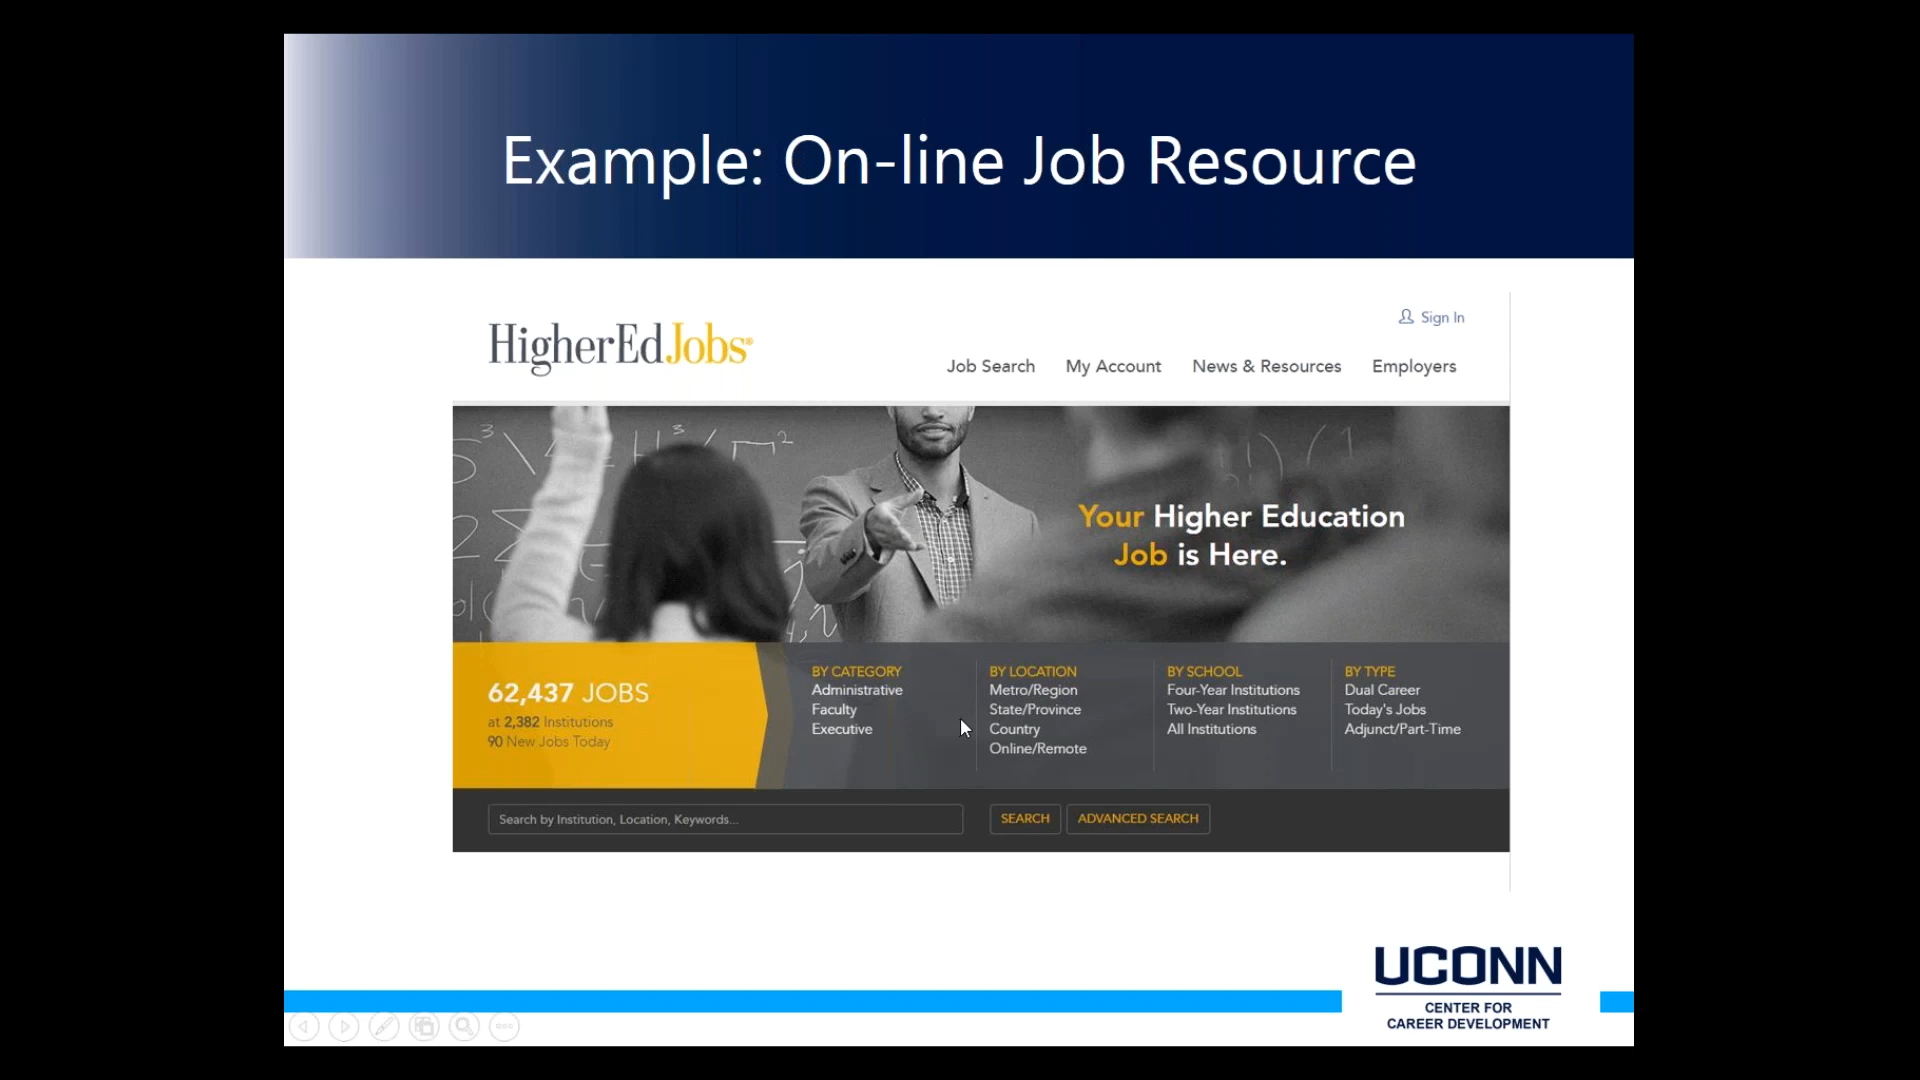 Example: On-line Job Resource
HigherEdJobs®
Sign In
Job Search My Account News & Resources Employers
Your Higher Education
Job is Here.
62,437 JOBS
at 2,382 Institutions
90 New Jobs Today
BY CATEGORY
Administrative
Faculty
Executive
BY LOCATION
Metro/Region
State/Province
Country
Online/Remote
BY SCHOOL
Four-Year Institutions
Two-Year Institutions
All Institutions
BY TYPE
Dual Career
Today's Jobs
Adjunct/Part-Time
Search by Institution, Location, Keywords...
SEARCH
ADVANCED SEARCH
UCONN
CENTER FOR
CAREER DEVELOPMENT